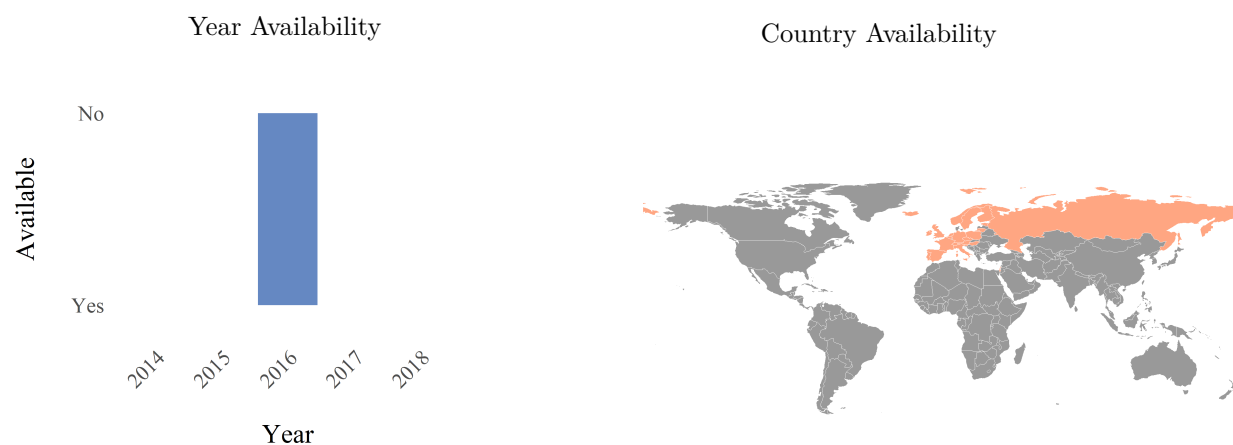 Year Availability
No
Available
Yes
2014
2015
2016
2017
2018
Year
Country Availability